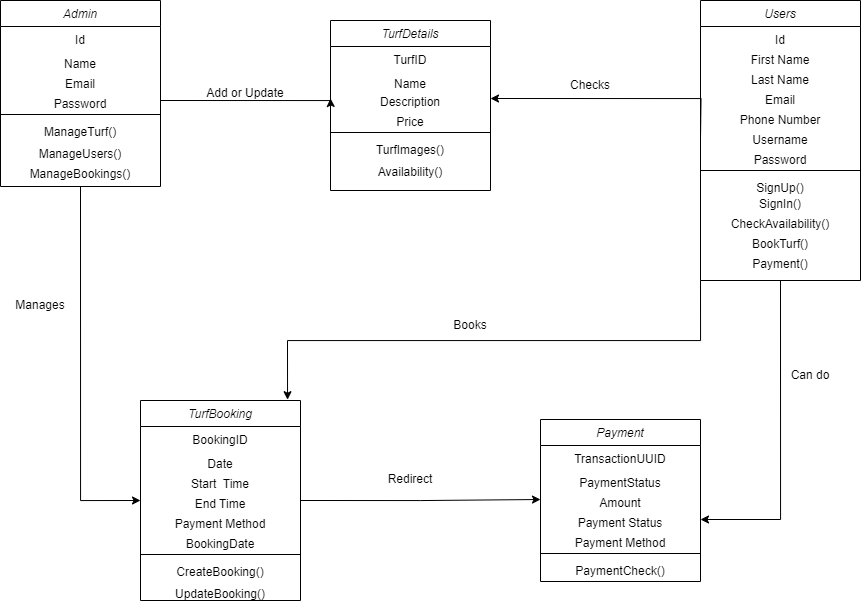 Admin
Id
Name
Email
Password
ManageTurf()
ManageUsers()
ManageBookings()
Add or Update
TurfDetails
TurfID
Name
Description
Price
TurfImages()
Availability()
Checks
Users
Id
First Name
Last Name
Email
Phone Number
Username
Password
SignUp()
SignIn()
CheckAvailability()
BookTurf()
Payment()
Manages
Books
Can do
TurfBooking
BookingID
Date
Start  Time
End Time
Payment Method
BookingDate
CreateBooking()
UpdateBooking()
Redirect
Payment
TransactionUUID
PaymentStatus
Amount
Payment Status
Payment Method
PaymentCheck()